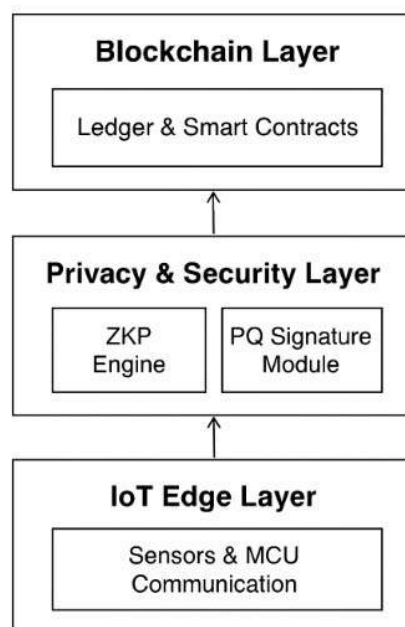 Blockchain Layer
Ledger & Smart Contracts
Privacy & Security Layer
ZKP
Engine
PQ Signature
Module
IoT Edge Layer
Sensors & MCU
Communication